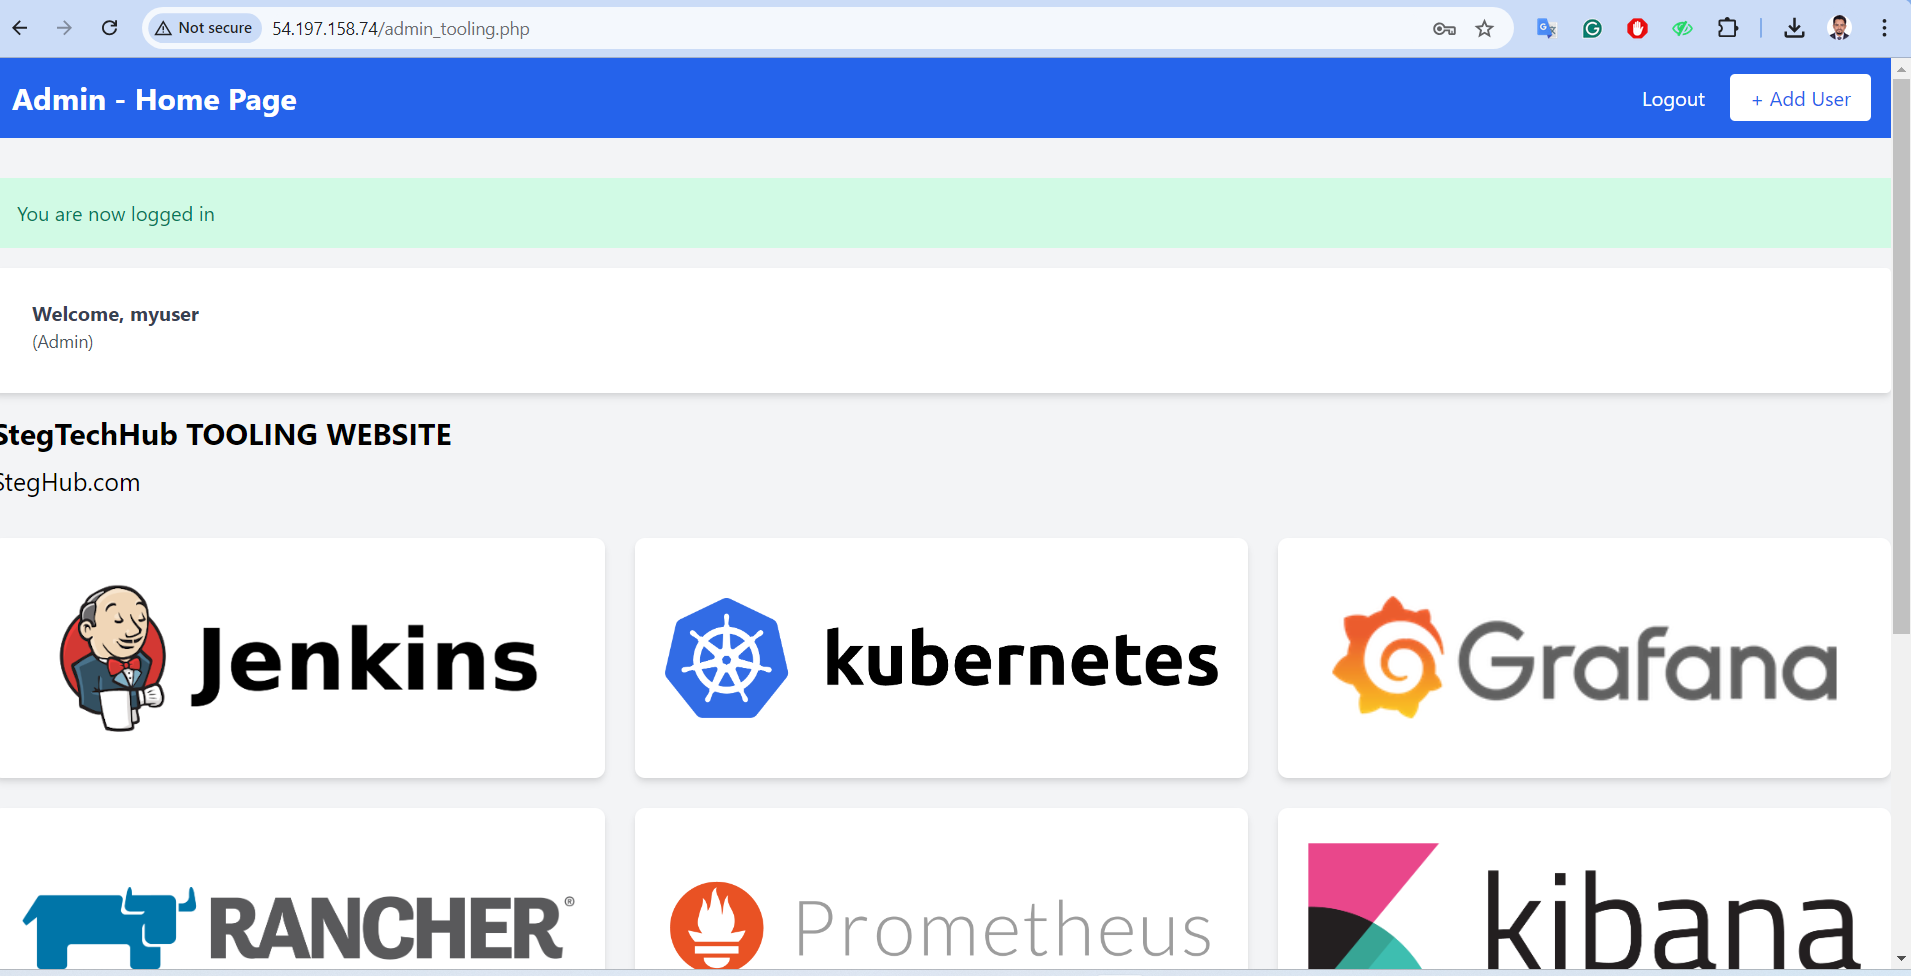 Not secure 54.197.158.74/admin_tooling.php
Admin - Home Page
Logout
+ Add User
You are now logged in
Welcome, myuser
(Admin)
StegTechHub TOOLING WEBSITE
StegHub.com
Jenkins
kubernetes
Grafana
RANCHER®
Prometheus
kibana